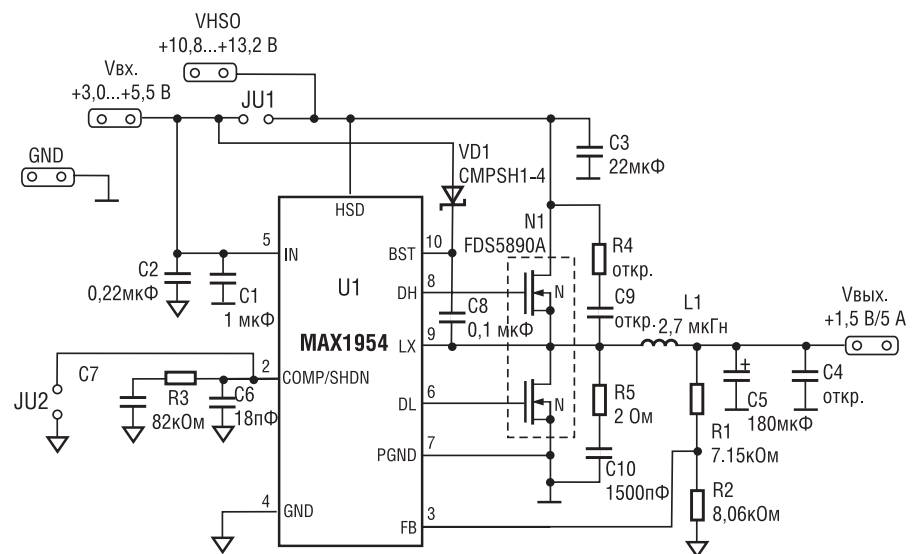 VHSO
+10,8...+13,2 В
Vвх.
+3,0...+5,5 В
JU1
GND
VD1
CMPSH1-4
C3
22мкФ
HSD
N1
FDS5890A
5
IN
10
BST
R4
откр.
C2
0,22мкФ
C1
1 мкФ
U1
MAX1954
8
DH
N
C8
0,1 мкФ
C9
откр.
L1
2,7 мкГн
Vвых.
+1,5 В/5 А
9
LX
C7
2
COMP/SHDN
JU2
R3
82кОм
C6
18пФ
6
DL
N
R5
2 Ом
+
C5
180мкФ
C4
откр.
R1
7.15кОм
7
PGND
C10
1500пФ
R2
8,06кОм
4
GND
3
FB